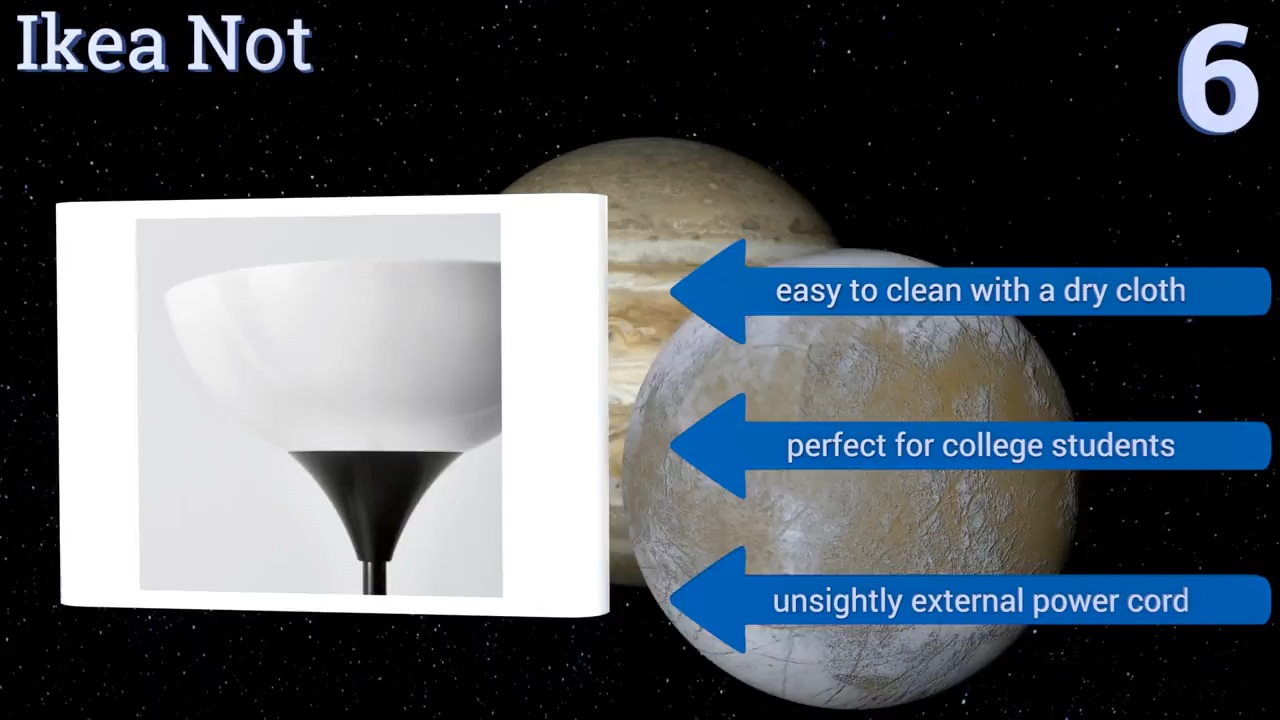 Ikea Not
6
easy to clean with a dry cloth
perfect for college students
unsightly external power cord